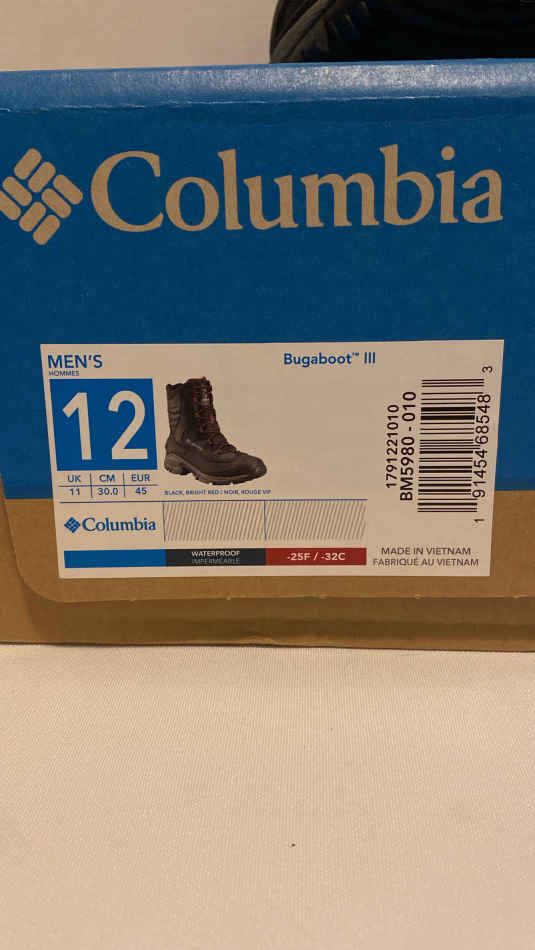 Columbia
MEN'S
HOMMES
Bugaboot™ III
12
UK CM EUR
11 30.0 45
BLACK, BRIGHT RED / NOIR, ROUGE VIF
Columbia
WATERPROOF
IMPERMÉABLE
-25F / -32C
MADE IN VIETNAM
FABRIQUÉ AU VIETNAM
1791221010
BM5980 - 010
1 91454 68548 3